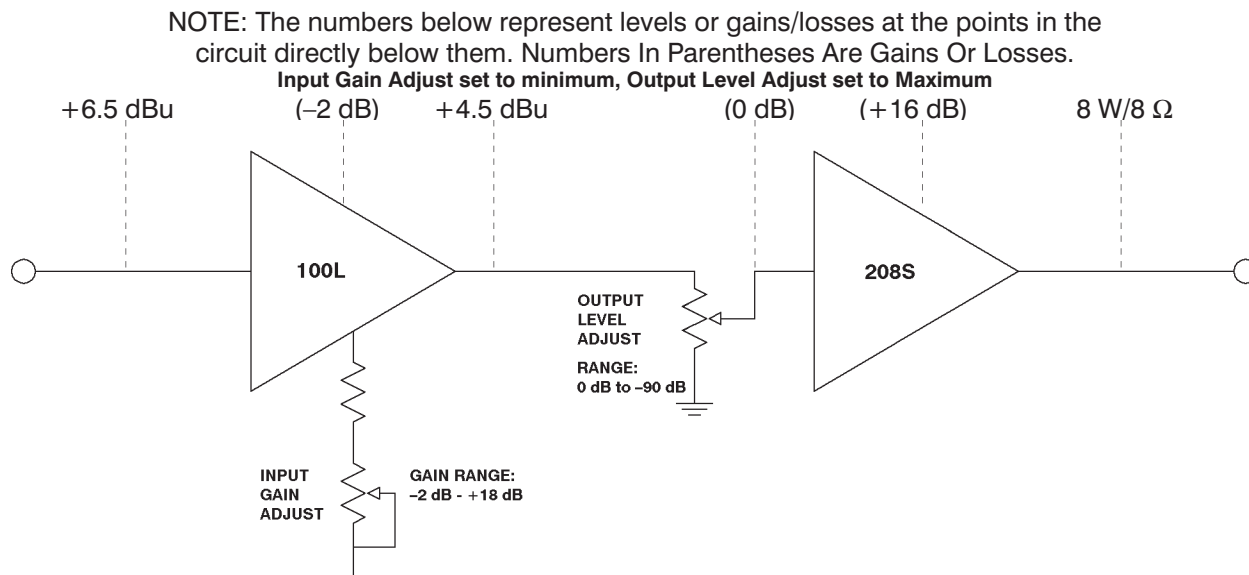 NOTE: The numbers below represent levels or gains/losses at the points in the
circuit directly below them. Numbers In Parentheses Are Gains Or Losses.
Input Gain Adjust set to minimum, Output Level Adjust set to Maximum
+6.5 dBu (–2 dB) +4.5 dBu (0 dB) (+16 dB) 8 W/8 Ω
100L
208S
OUTPUT
LEVEL
ADJUST
RANGE:
0 dB to –90 dB
INPUT
GAIN
ADJUST
GAIN RANGE:
–2 dB - +18 dB